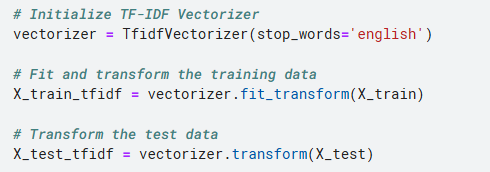 # Initialize TF-IDF Vectorizer
vectorizer = TfidfVectorizer(stop_words='english')
# Fit and transform the training data
X_train_tfidf = vectorizer.fit_transform(X_train)
# Transform the test data
X_test_tfidf = vectorizer.transform(X_test)